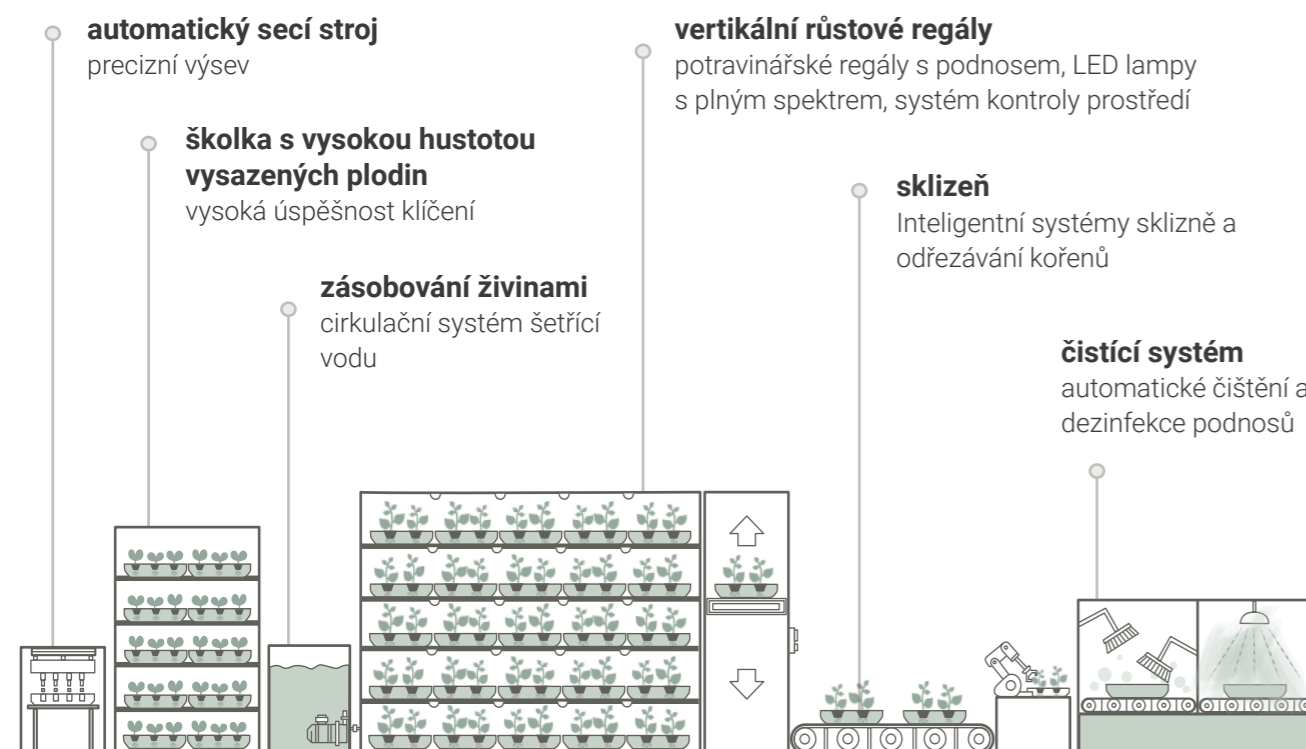 automatický secí stroj
precizní výsev
školka s vysokou hustotou
vysazených plodin
vysoká úspěšnost klíčení
zásobování živinami
cirkulační systém šetřící
vodu
vertikální růstové regály
potravinářské regály s podnosem, LED lampy
s plným spektrem, systém kontroly prostředí
sklizeň
Inteligentní systémy sklizně a
odřezávání kořenů
čistící systém
automatické čištění a
dezinfekce podnosů